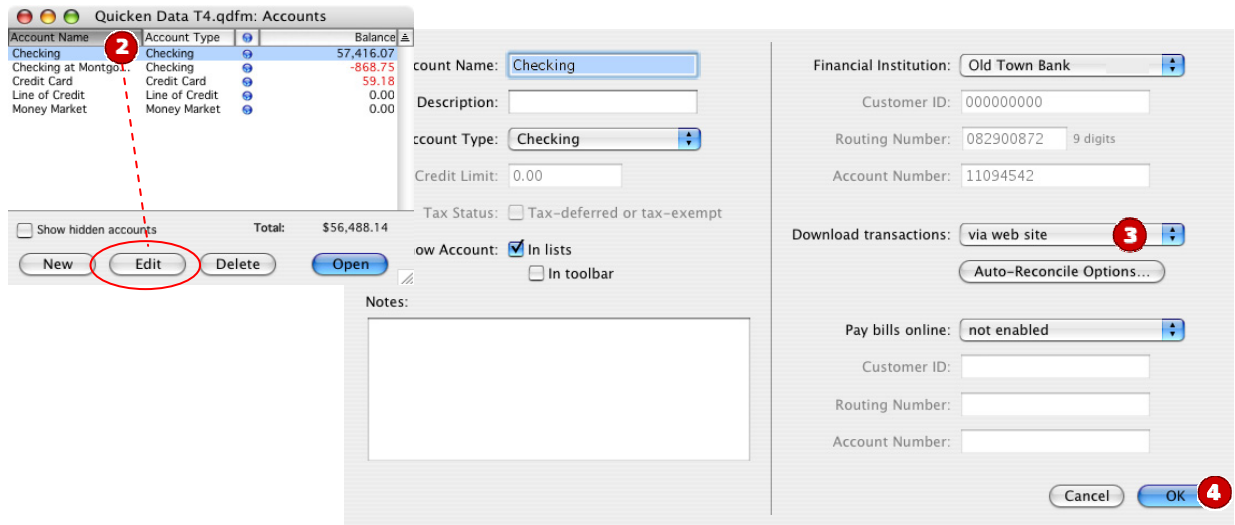 Quicken Data T4.qdfm: Accounts
Account Name Account Type Balance
Checking Checking 57,416.07
Checking at Montgo... Checking -868.75
Credit Card Credit Card 59.18
Line of Credit Line of Credit 0.00
Money Market Money Market 0.00
2
Show hidden accounts Total: $56,488.14
New Edit Delete Open
count Name: Checking
Description:
ccount Type: Checking
Credit Limit: 0.00
Tax Status: Tax-deferred or tax-exempt
ow Account: In lists
In toolbar
Notes:
Financial Institution: Old Town Bank
Customer ID: 000000000
Routing Number: 082900872 9 digits
Account Number: 11094542
Download transactions: via web site 3
Auto-Reconcile Options...
Pay bills online: not enabled
Customer ID:
Routing Number:
Account Number:
Cancel OK 4